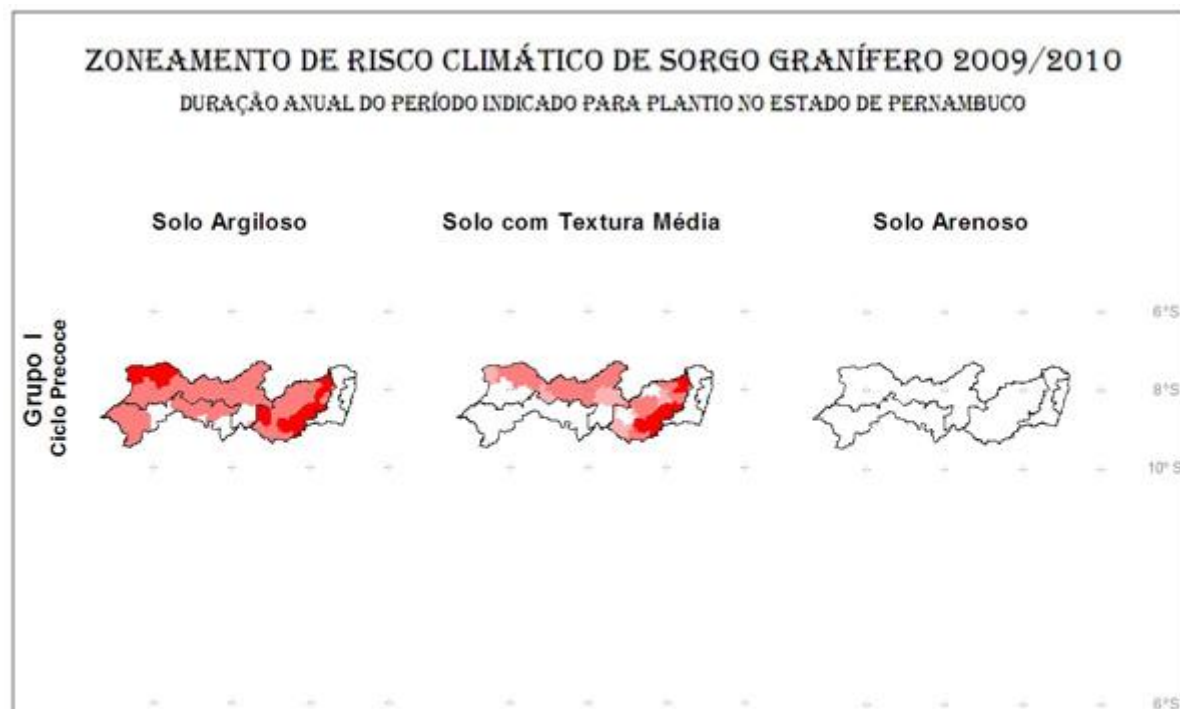 ZONEAMENTO DE RISCO CLIMÁTICO DE SORGO GRANÍFERO 2009/2010
DURAÇÃO ANUAL DO PERÍODO INDICADO PARA PLANTIO NO ESTADO DE PERNAMBUCO
Solo Argiloso
Solo com Textura Média
Solo Arenoso
Grupo I
Ciclo Precoce
6°S
8°S
10°S
6°S